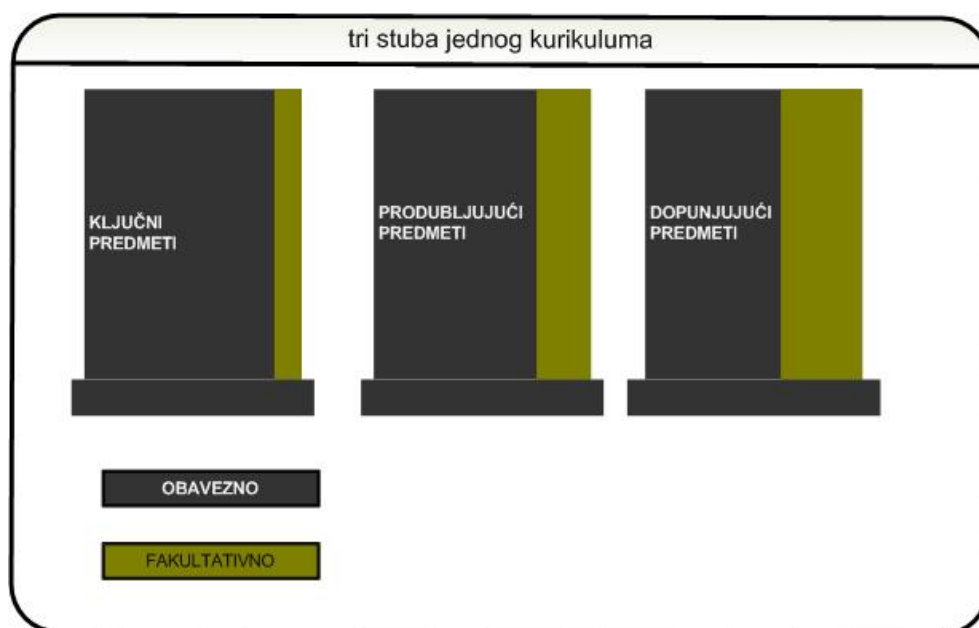 tri stuba jednog kurikuluma
KLJUČNI
PREDMETI
PRODUBLJUJUĆI
PREDMETI
DOPUNJUJUĆI
PREDMETI
OBAVEZNO
FAKULTATIVNO